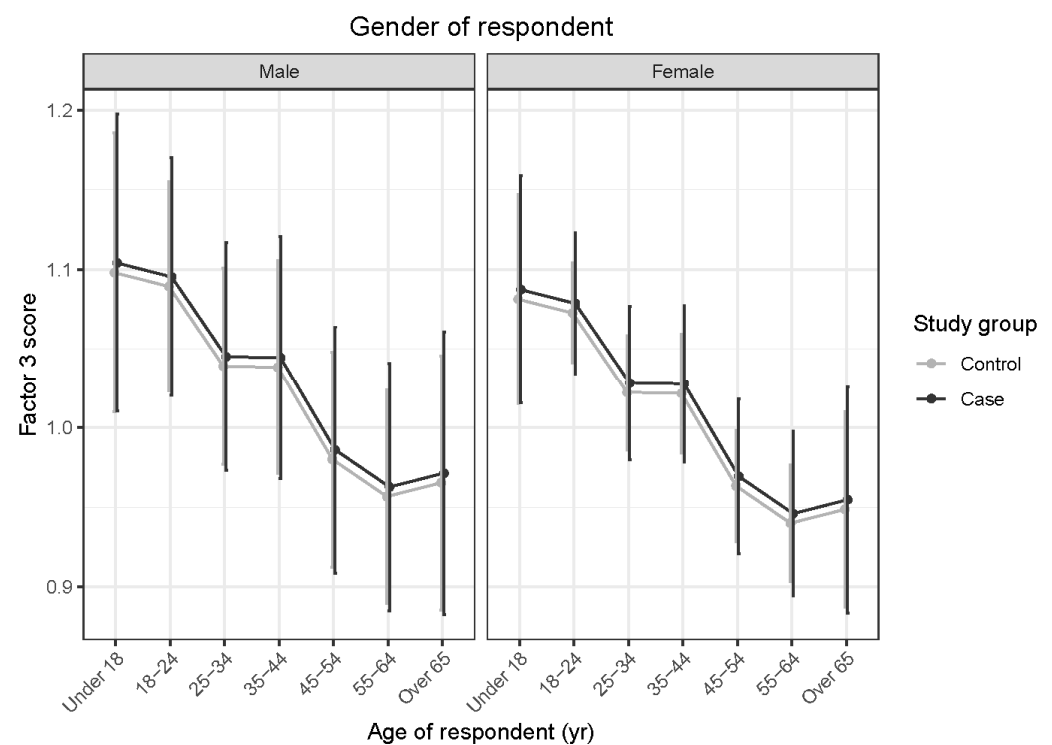 Gender of respondent
Male
Female
1.2
1.1
1.0
0.9
Factor 3 score
Under 18
18−24
25−34
35−44
45−54
55−64
Over 65
Under 18
18−24
25−34
35−44
45−54
55−64
Over 65
Age of respondent (yr)
Study group
Control
Case